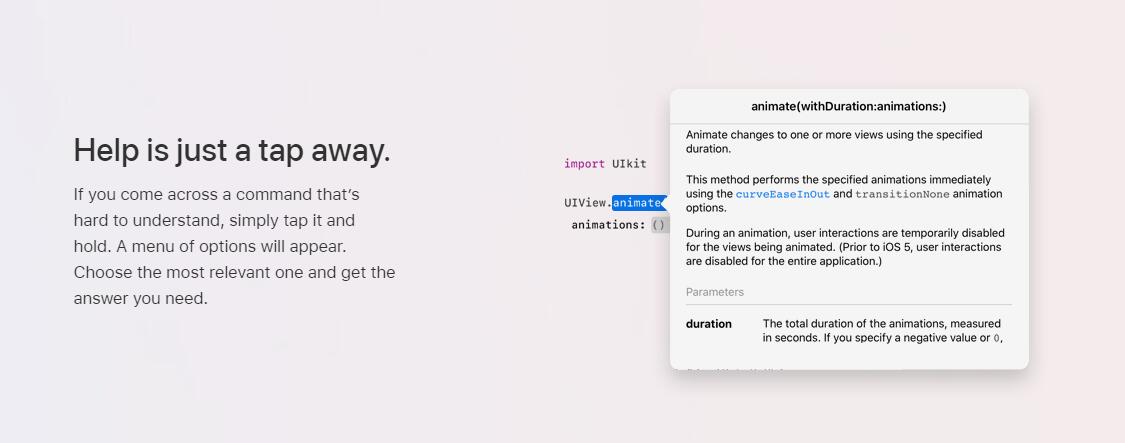 Help is just a tap away.
If you come across a command that's
hard to understand, simply tap it and
hold. A menu of options will appear.
Choose the most relevant one and get the
answer you need.
import UIkit
UIView.animate
animations: ()
animate(withDuration:animations:)
Animate changes to one or more views using the specified
duration.
This method performs the specified animations immediately
using the curveEaseInOut and transitionNone animation
options.
During an animation, user interactions are temporarily disabled
for the views being animated. (Prior to iOS 5, user interactions
are disabled for the entire application.)
Parameters
duration The total duration of the animations, measured
in seconds. If you specify a negative value or 0,